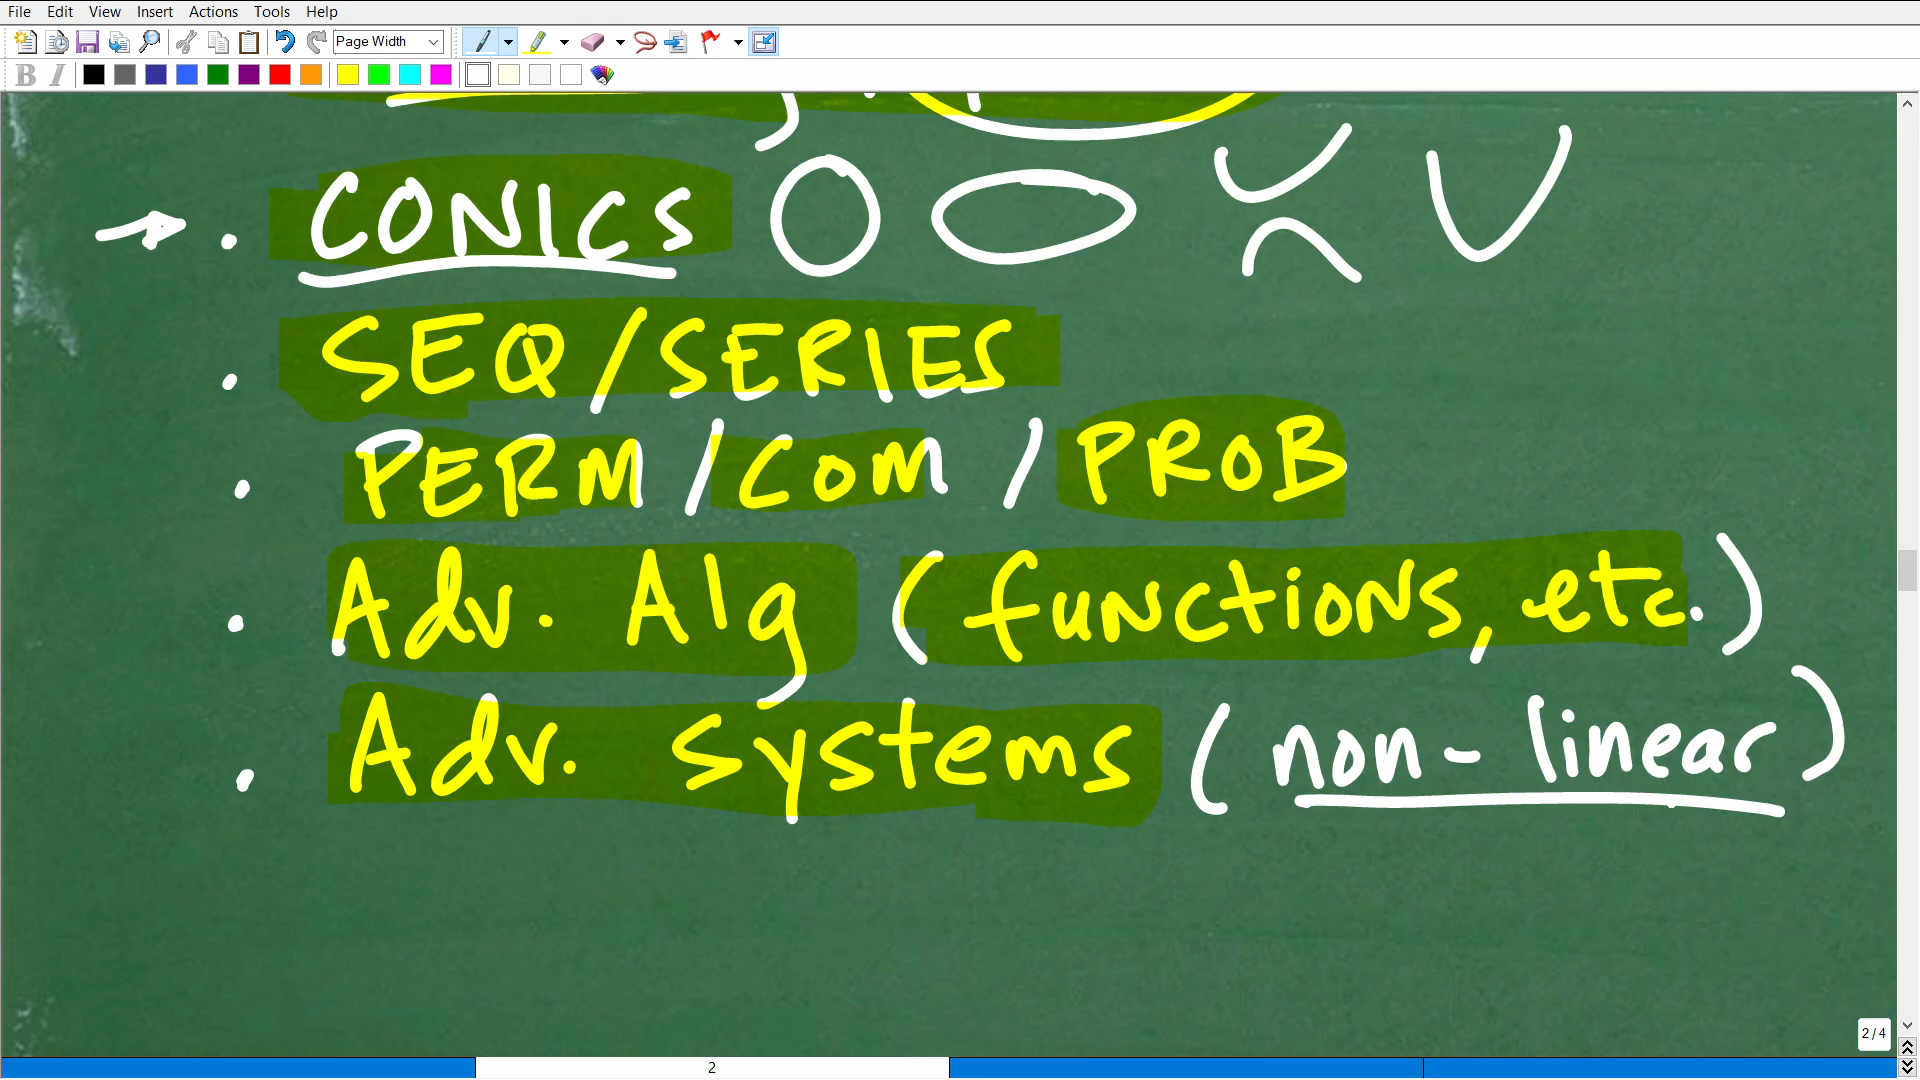 File Edit View Insert Actions Tools Help
Page Width
B I
. CONICS
. SEQ/SERIES
. PERM/COM/PROB
. Adv. Alg (functions, etc.)
. Adv. systems (non-linear)
2/4
2